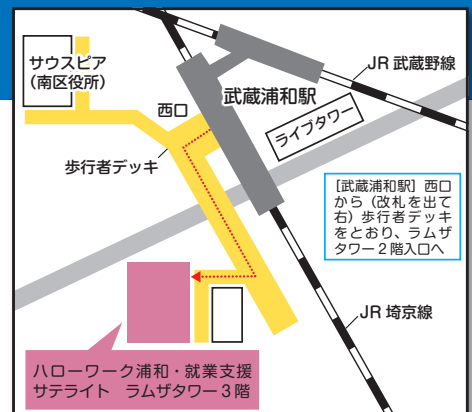 サウスピア
（南区役所）
JR 武蔵野線
西口
武蔵浦和駅
ライブタワー
歩行者デッキ
［武蔵浦和駅］西口
から（改札を出て
右）歩行者デッキ
をとおり、ラムザ
タワー２階入口へ
JR 埼京線
ハローワーク浦和・就業支援
サテライト　ラムザタワー３階